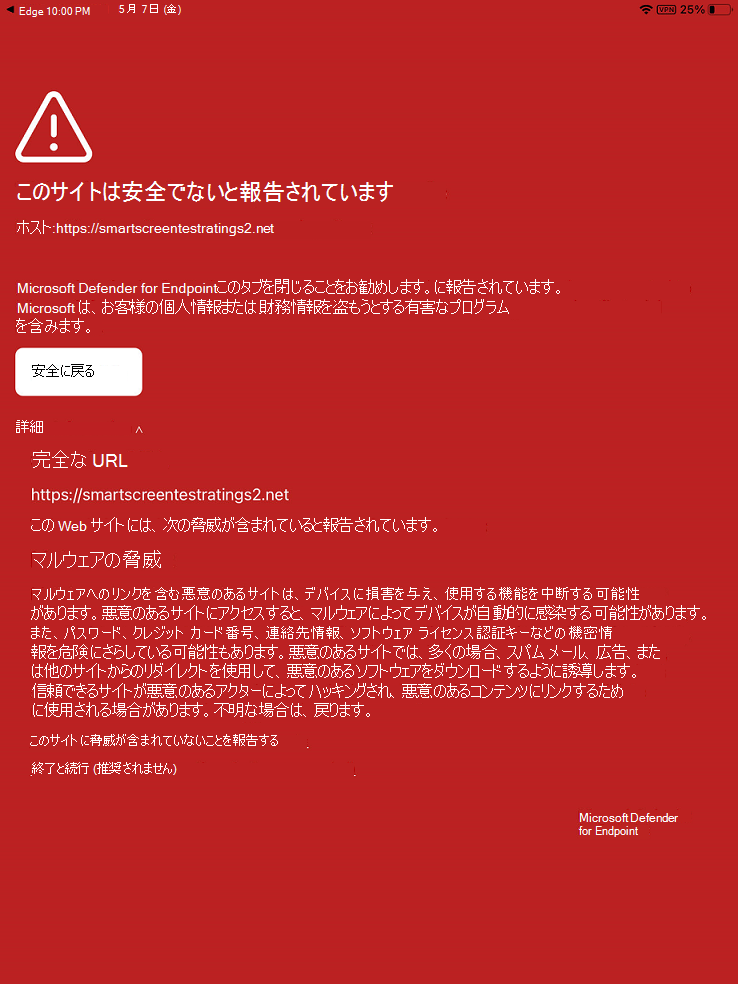 ◀ Edge 10:00 PM 5月 7日 (金) VPN 25%
このサイトは安全でないと報告されています
ホスト:https://smartscreentestratings2.net
Microsoft Defender for Endpointこのタブを閉じることをお勧めします。に報告されています。
Microsoft は、お客様の個人情報または財務情報を盗もうとする有害なプログラム
を含みます。
安全に戻る
詳細 ^
完全な URL
https://smartscreentestratings2.net
この Web サイトには、次の脅威が含まれていると報告されています。
マルウェアの脅威
マルウェアへのリンクを含む悪意のあるサイトは、デバイスに損害を与え、使用する機能を中断する可能性
があります。悪意のあるサイトにアクセスすると、マルウェアによってデバイスが自動的に感染する可能性があります。
また、パスワード、クレジット カード番号、連絡先情報、ソフトウェア ライセンス認証キーなどの機密情
報を危険にさらしている可能性もあります。悪意のあるサイトでは、多くの場合、スパム メール、広告、また
は他のサイトからのリダイレクトを使用して、悪意のあるソフトウェアをダウンロードするように誘導します。
信頼できるサイトが悪意のあるアクターによってハッキングされ、悪意のあるコンテンツにリンクするため
に使用される場合があります。不明な場合は、戻ります。
このサイトに脅威が含まれていないことを報告する
終了と続行 (推奨されません)
Microsoft Defender
for Endpoint